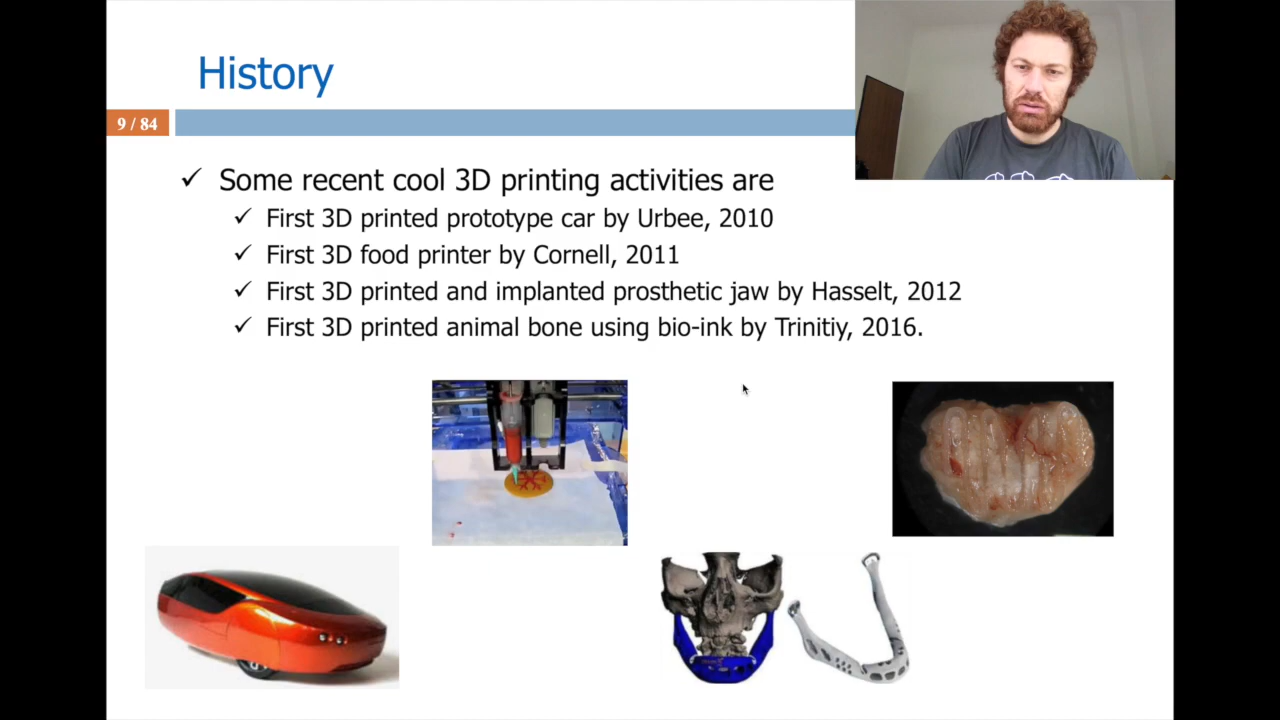 History
9 / 84
✓ Some recent cool 3D printing activities are
✓ First 3D printed prototype car by Urbee, 2010
✓ First 3D food printer by Cornell, 2011
✓ First 3D printed and implanted prosthetic jaw by Hasselt, 2012
✓ First 3D printed animal bone using bio-ink by Trinitiy, 2016.